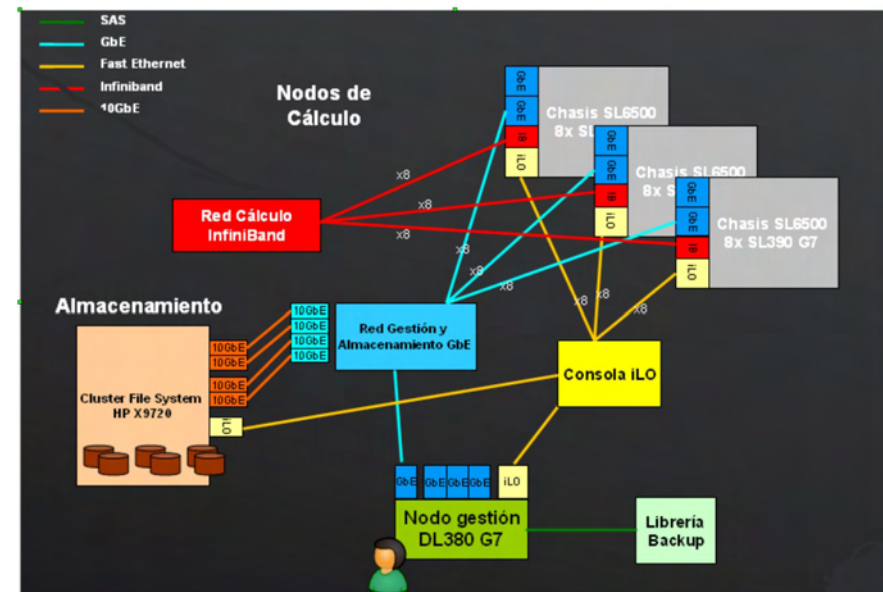 SAS
GbE
Fast Ethernet
Infiniband
10GbE
Nodos de
Cálculo
GbE
GbE
IB
iLO
Chasis SL6500
8x SL
GbE
GbE
IB
iLO
Chasis SL6500
8x S
GbE
GbE
IB
iLO
Chasis SL6500
8x SL390 G7
x8
x8
x8
Red Cálculo
InfiniBand
x8
x8
x8
x8
x8
x8
Almacenamiento
10GbE
10GbE
10GbE
10GbE
Red Gestión y
Almacenamiento GbE
10GbE
10GbE
10GbE
10GbE
Cluster File System
HP X9720
iLO
Consola iLO
GbE
GbE
GbE
GbE
iLO
Nodo gestión
DL380 G7
Librería
Backup